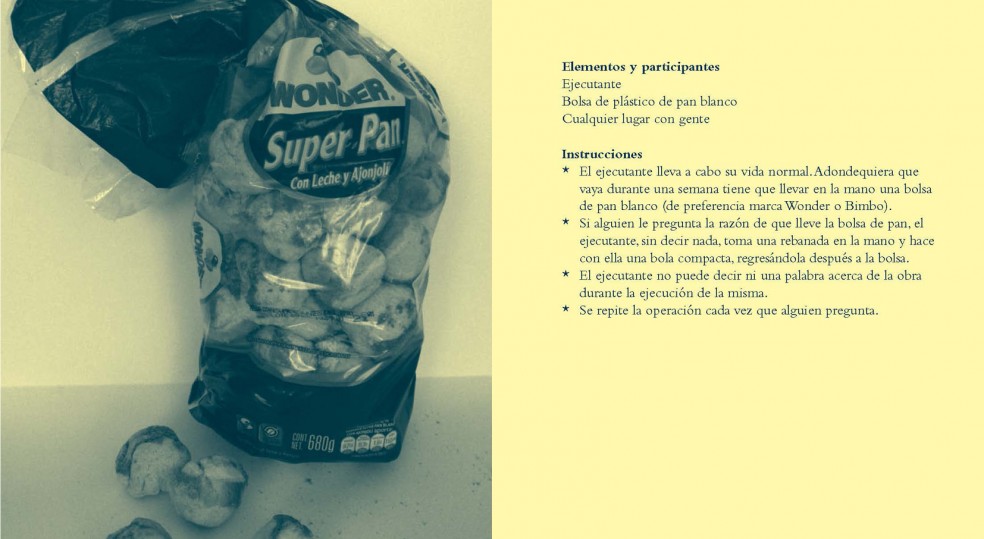 WONDER
Super Pan
Con Leche y Ajonjolí
WONDER
CONT.
NET 680g
Elementos y participantes
Ejecutante
Bolsa de plástico de pan blanco
Cualquier lugar con gente
Instrucciones
★ El ejecutante lleva a cabo su vida normal. Adondequiera que
vaya durante una semana tiene que llevar en la mano una bolsa
de pan blanco (de preferencia marca Wonder o Bimbo).
★ Si alguien le pregunta la razón de que lleve la bolsa de pan, el
ejecutante, sin decir nada, toma una rebanada en la mano y hace
con ella una bola compacta, regresándola después a la bolsa.
★ El ejecutante no puede decir ni una palabra acerca de la obra
durante la ejecución de la misma.
★ Se repite la operación cada vez que alguien pregunta.